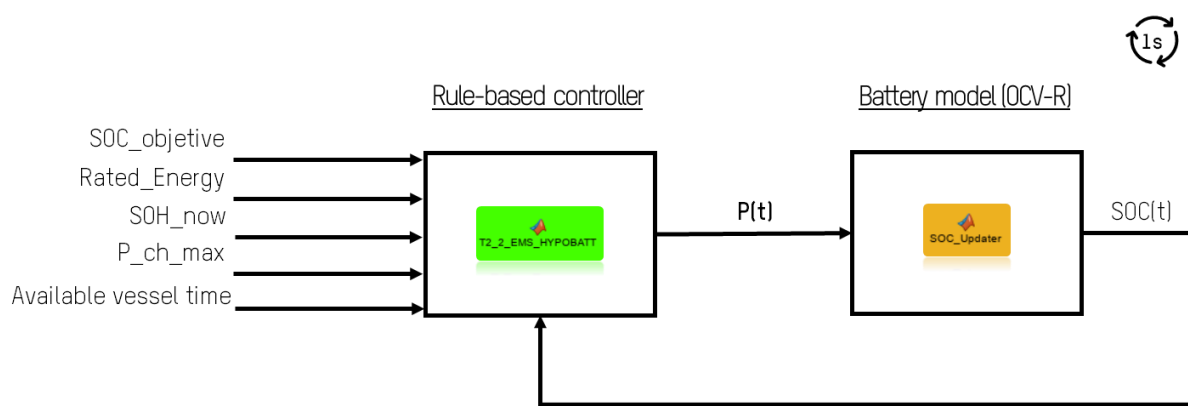 1s
Rule-based controller
Battery model (OCV-R)
SOC_objetive
Rated_Energy
SOH_now
P_ch_max
Available vessel time
T2_2_EMS_HYPOBATT
P(t)
SOC_Updater
SOC(t)